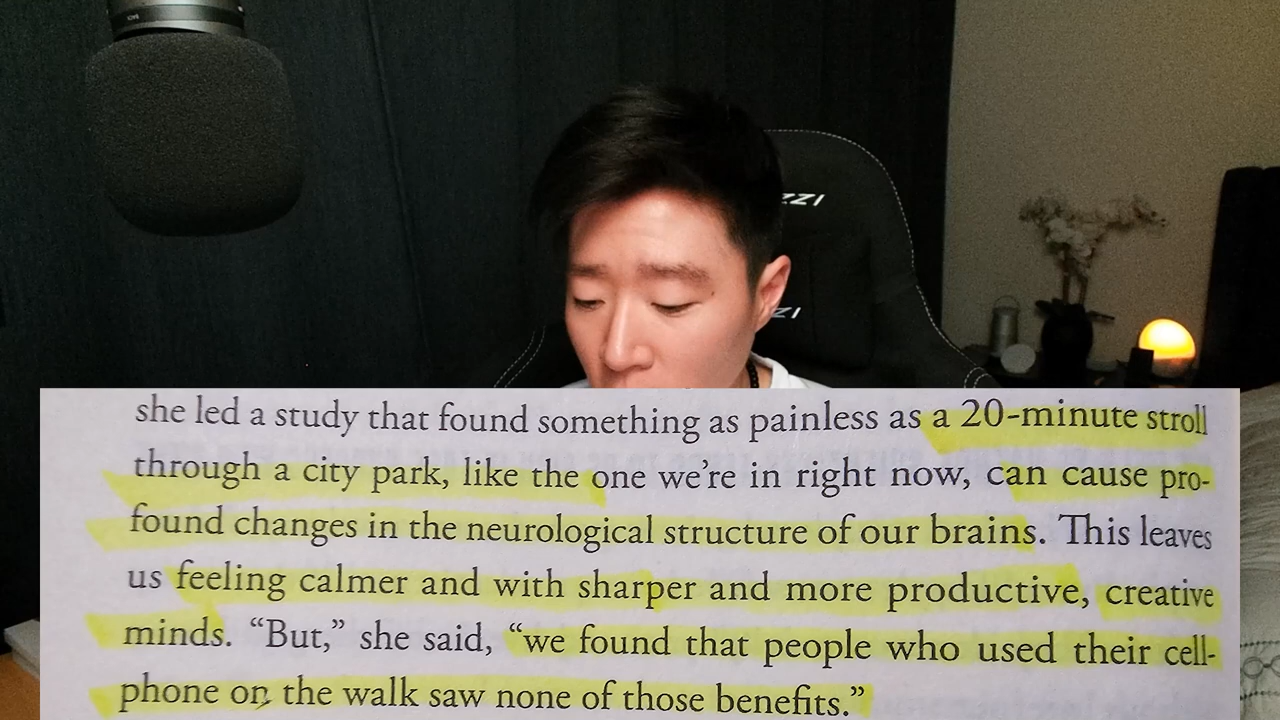 ZZI
ZI
she led a study that found something as painless as a 20-minute stroll
through a city park, like the one we’re in right now, can cause pro-
found changes in the neurological structure of our brains. This leaves
us feeling calmer and with sharper and more productive, creative
minds. “But,” she said, “we found that people who used their cell-
phone on the walk saw none of those benefits.”